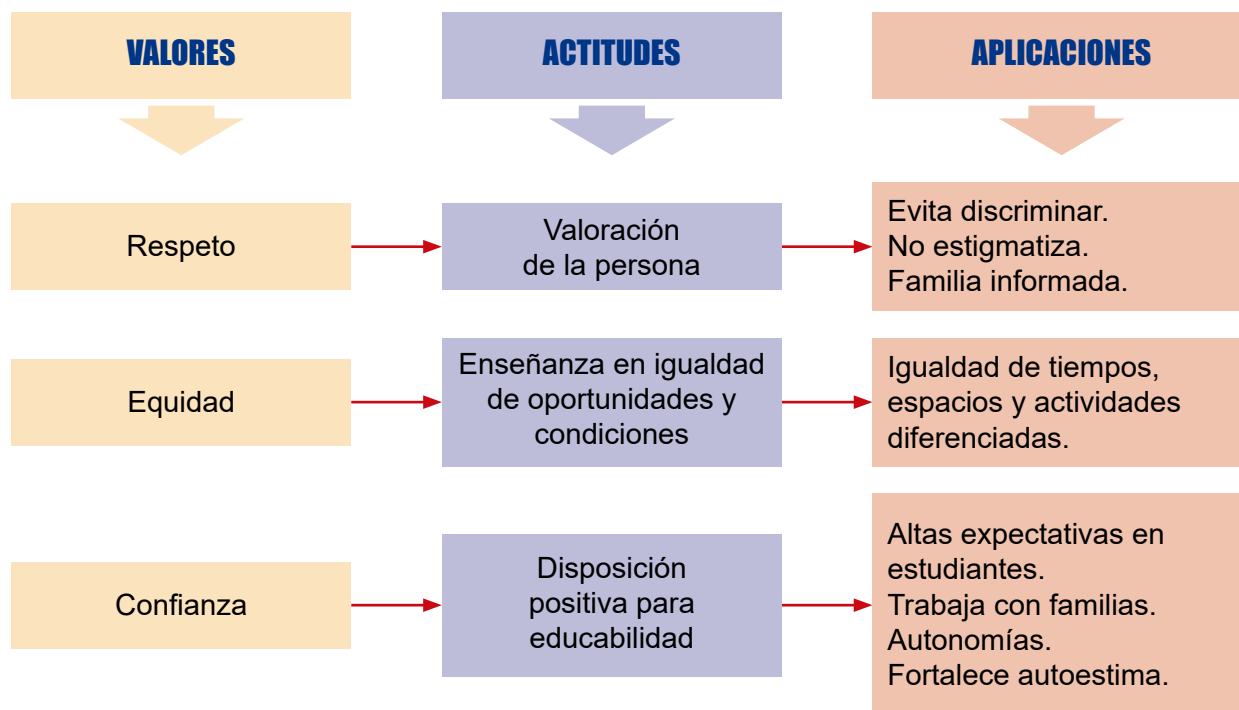 VALORES
ACTITUDES
APLICACIONES
Respeto
Valoración
de la persona
Evita discriminar.
No estigmatiza.
Familia informada.
Equidad
Enseñanza en igualdad
de oportunidades y
condiciones
Igualdad de tiempos,
espacios y actividades
diferenciadas.
Confianza
Disposición
positiva para
educabilidad
Altas expectativas en
estudiantes.
Trabaja con familias.
Autonomías.
Fortalece autoestima.